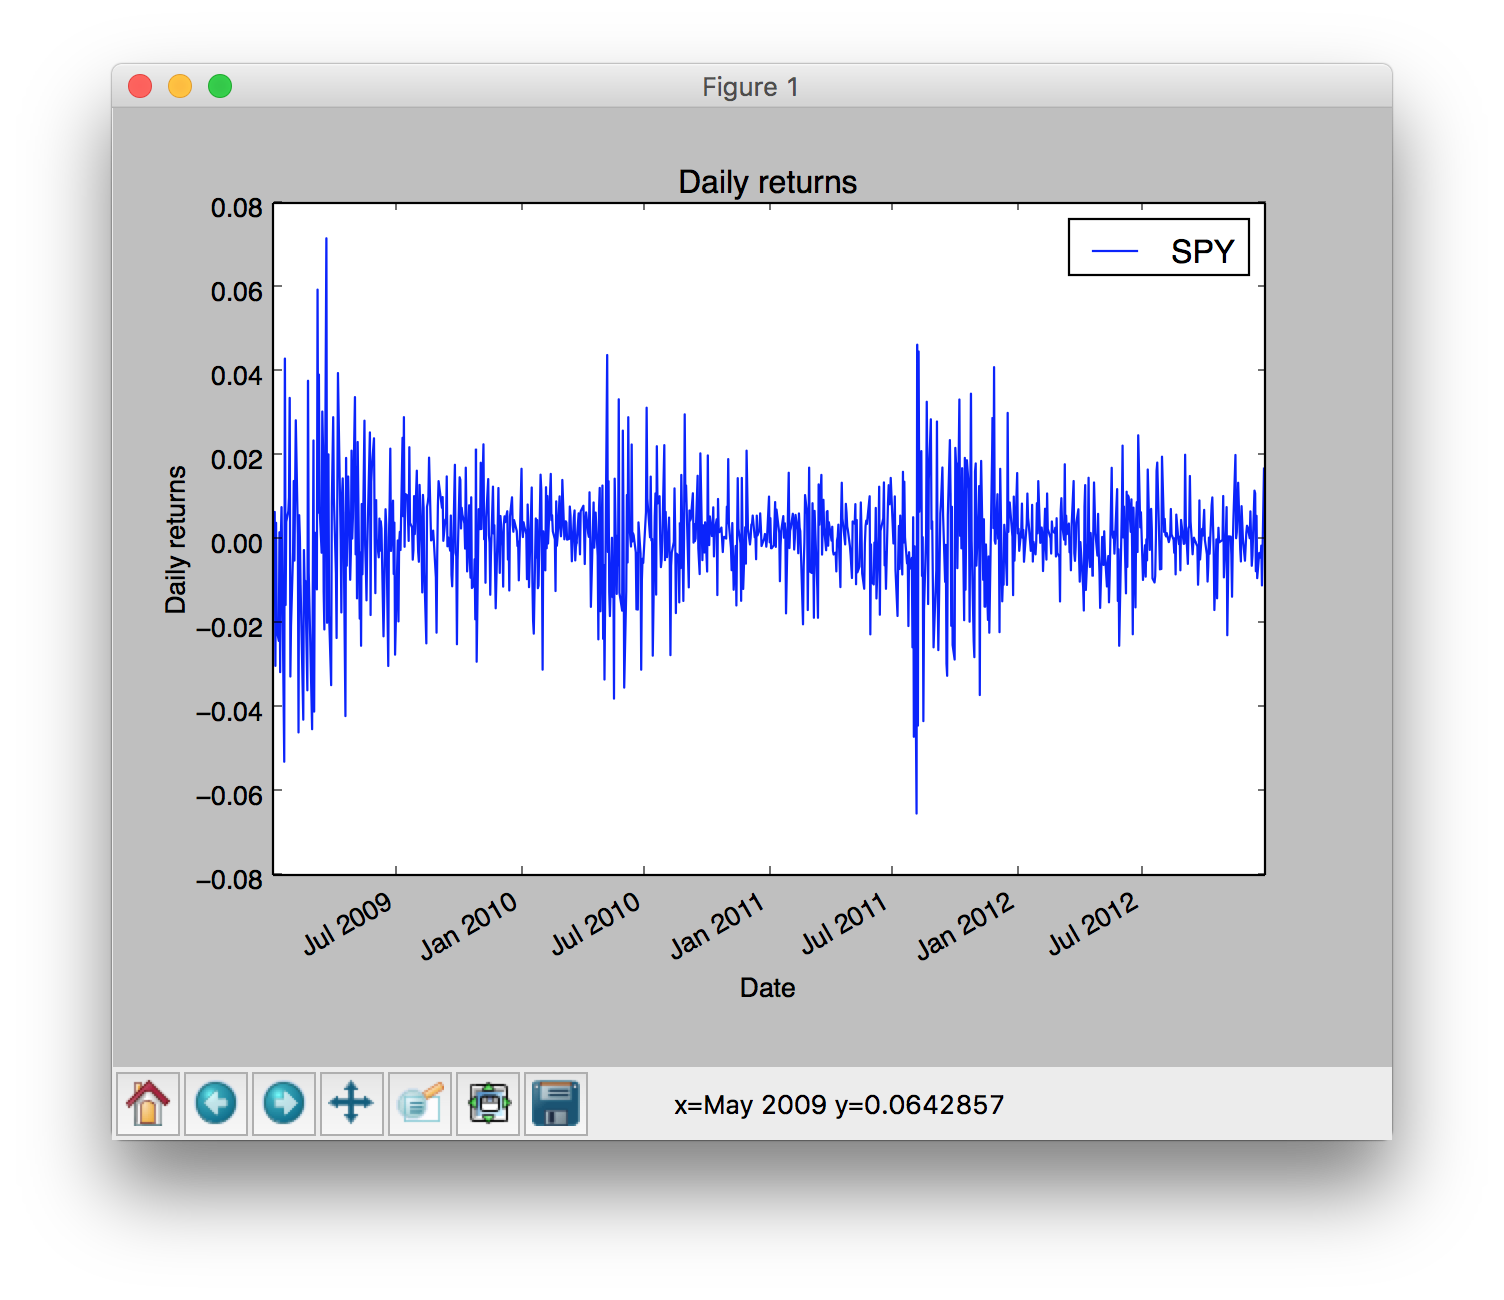 Figure 1
Daily returns
SPY
Daily returns
0.08
0.06
0.04
0.02
0.00
−0.02
−0.04
−0.06
−0.08
Jul 2009
Jan 2010
Jul 2010
Jan 2011
Jul 2011
Jan 2012
Jul 2012
Date
x=May 2009 y=0.0642857